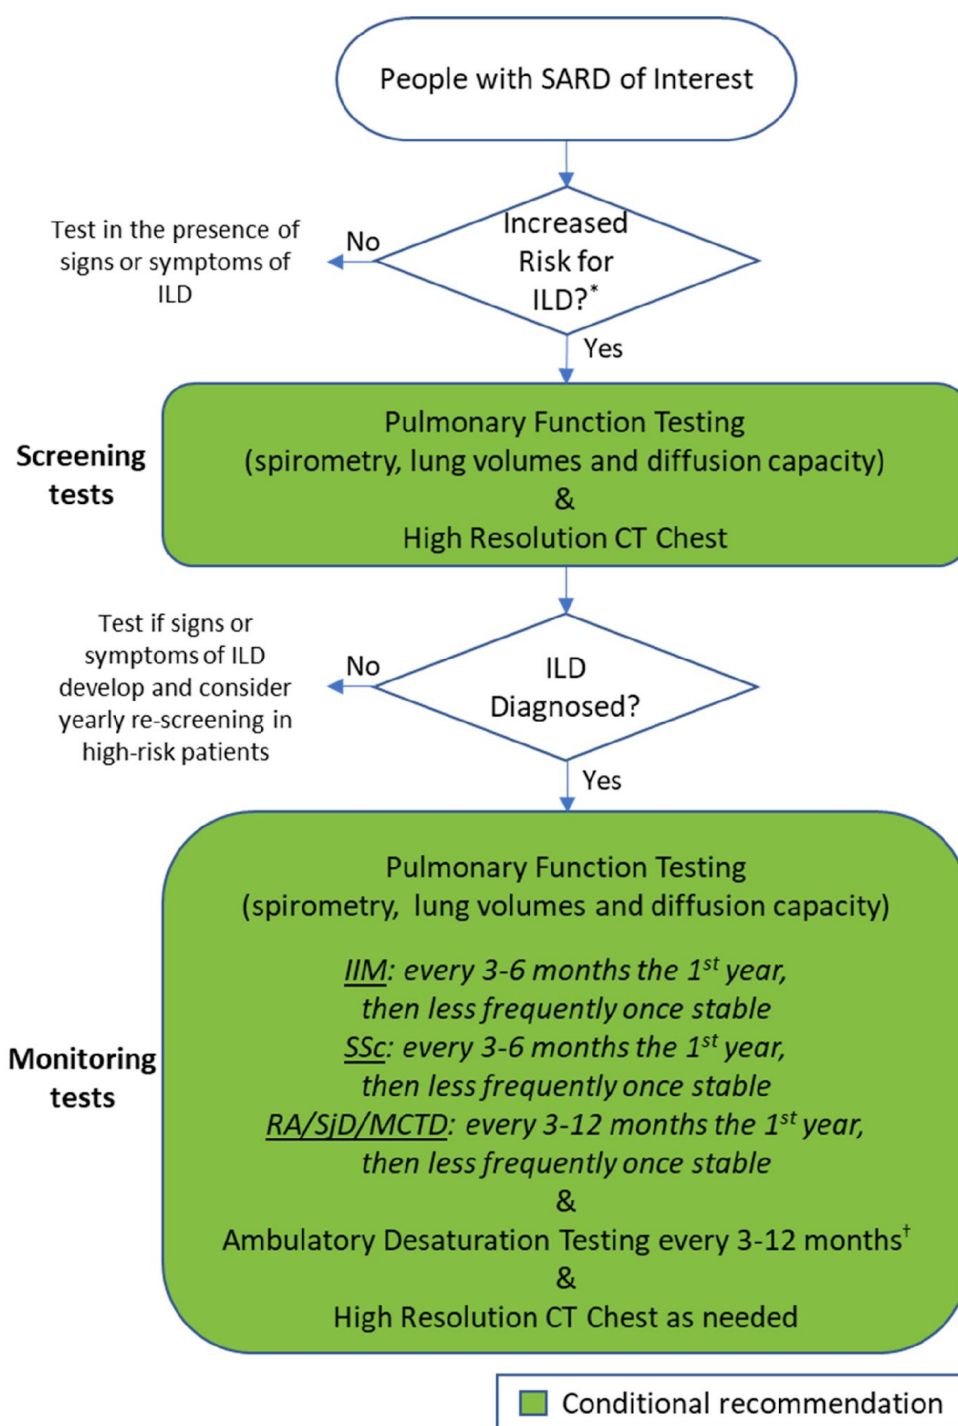 People with SARD of Interest
Increased
Risk for
ILD?*
No
Test in the presence of
signs or symptoms of
ILD
Yes
Screening
tests
Pulmonary Function Testing
(spirometry, lung volumes and diffusion capacity)
&
High Resolution CT Chest
ILD
Diagnosed?
No
Test if signs or
symptoms of ILD
develop and consider
yearly re-screening in
high-risk patients
Yes
Monitoring
tests
Pulmonary Function Testing
(spirometry, lung volumes and diffusion capacity)
IIM: every 3-6 months the 1st year,
then less frequently once stable
SSc: every 3-6 months the 1st year,
then less frequently once stable
RA/SjD/MCTD: every 3-12 months the 1st year,
then less frequently once stable
&
Ambulatory Desaturation Testing every 3-12 months†
&
High Resolution CT Chest as needed
Conditional recommendation